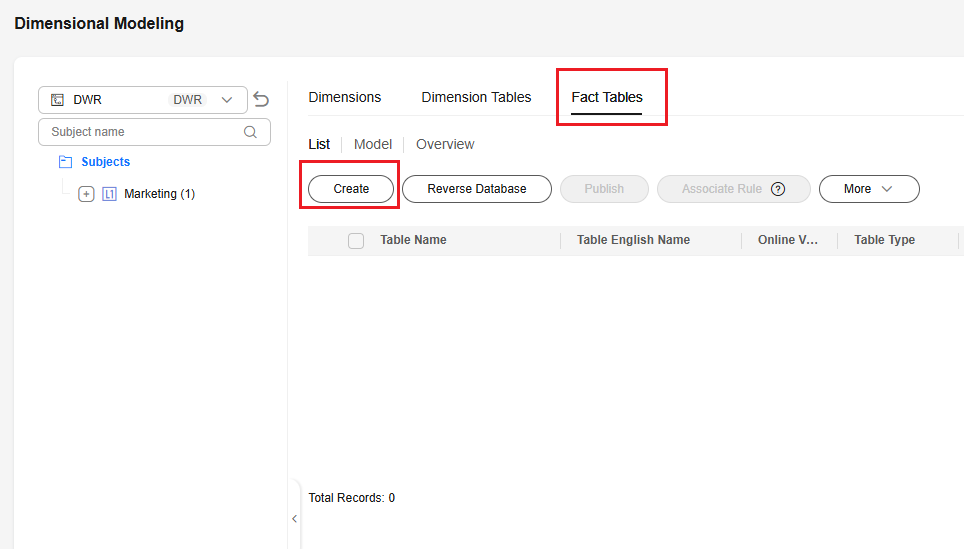 Dimensional Modeling
DWR DWR
Subject name
Subjects
L1 Marketing (1)
Dimensions Dimension Tables Fact Tables
List Model Overview
Create Reverse Database Publish Associate Rule ? More
Table Name Table English Name Online V... Table Type
Total Records: 0